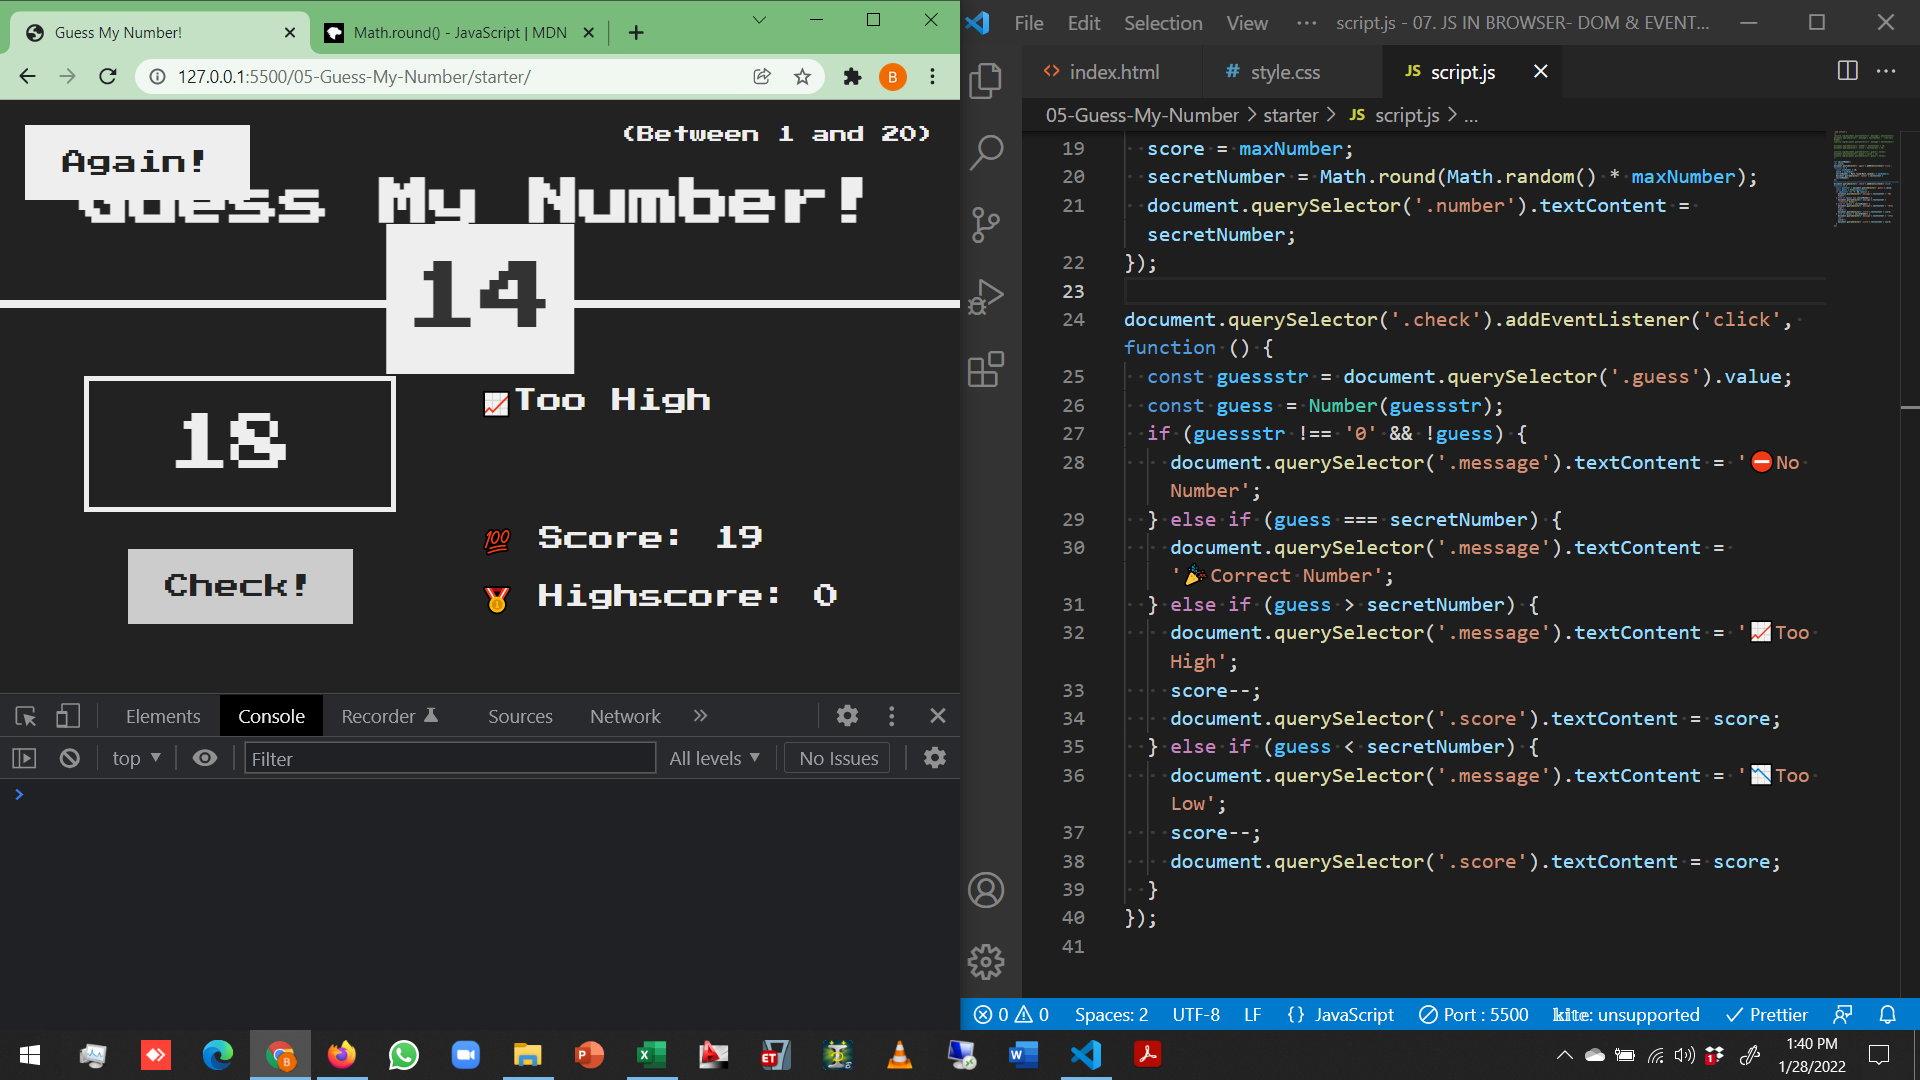 Guess My Number!
Math.round() - JavaScript | MDN
127.0.0.1:5500/05-Guess-My-Number/starter/
B
Again!
(Between 1 and 20)
Guess My Number!
14
18
📈Too High
💯 Score: 19
Check!
🥇 Highscore: 0
Elements Console Recorder Sources Network
top Filter All levels No Issues
File Edit Selection View ··· script.js - 07. JS IN BROWSER- DOM & EVENT...
index.html # style.css JS script.js
05-Guess-My-Number > starter > JS script.js > ...
19 score = maxNumber;
20 secretNumber = Math.round(Math.random() * maxNumber);
21 document.querySelector('.number').textContent =
secretNumber;
22 });
23
24 document.querySelector('.check').addEventListener('click',
function () {
25 const guessstr = document.querySelector('.guess').value;
26 const guess = Number(guessstr);
27 if (guessstr !== '0' && !guess) {
28 document.querySelector('.message').textContent = '⛔No
Number';
29 } else if (guess === secretNumber) {
30 document.querySelector('.message').textContent =
'🎉Correct Number';
31 } else if (guess > secretNumber) {
32 document.querySelector('.message').textContent = '📈Too
High';
33 score--;
34 document.querySelector('.score').textContent = score;
35 } else if (guess < secretNumber) {
36 document.querySelector('.message').textContent = '📉Too
Low';
37 score--;
38 document.querySelector('.score').textContent = score;
39 }
40 });
41
0 0 Spaces: 2 UTF-8 LF {} JavaScript Port : 5500 kite: unsupported Prettier
1:40 PM
1/28/2022